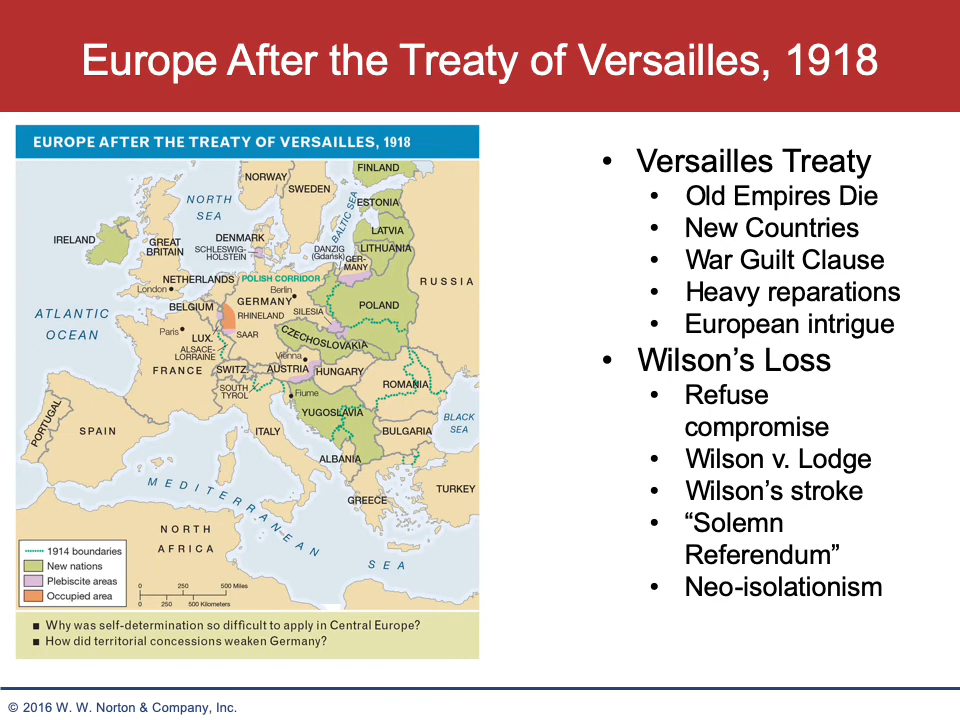 Europe After the Treaty of Versailles, 1918
EUROPE AFTER THE TREATY OF VERSAILLES, 1918
FINLAND
NORWAY
SWEDEN
NORTH
SEA
BALTIC SEA
ESTONIA
LATVIA
LITHUANIA
IRELAND
GREAT
BRITAIN
DENMARK
SCHLESWIG-
HOLSTEIN
DANZIG
(Gdańsk)
GER-
MANY
RUSSIA
NETHERLANDS
POLISH CORRIDOR
London
Berlin
GERMANY
POLAND
BELGIUM
RHINELAND
SILESIA
ATLANTIC
OCEAN
Paris
LUX.
SAAR
ALSACE-
LORRAINE
CZECHOSLOVAKIA
Vienna
FRANCE
SWITZ.
AUSTRIA
HUNGARY
SOUTH
TYROL
Fiume
ROMANIA
YUGOSLAVIA
PORTUGAL
SPAIN
ITALY
BULGARIA
BLACK
SEA
ALBANIA
GREECE
TURKEY
MEDITERRANEAN
SEA
NORTH
AFRICA
1914 boundaries
New nations
Plebiscite areas
Occupied area
0 250 500 Miles
0 250 500 Kilometers
■ Why was self-determination so difficult to apply in Central Europe?
■ How did territorial concessions weaken Germany?
• Versailles Treaty
• Old Empires Die
• New Countries
• War Guilt Clause
• Heavy reparations
• European intrigue
• Wilson’s Loss
• Refuse
compromise
• Wilson v. Lodge
• Wilson’s stroke
• “Solemn
Referendum”
• Neo-isolationism
© 2016 W. W. Norton & Company, Inc.